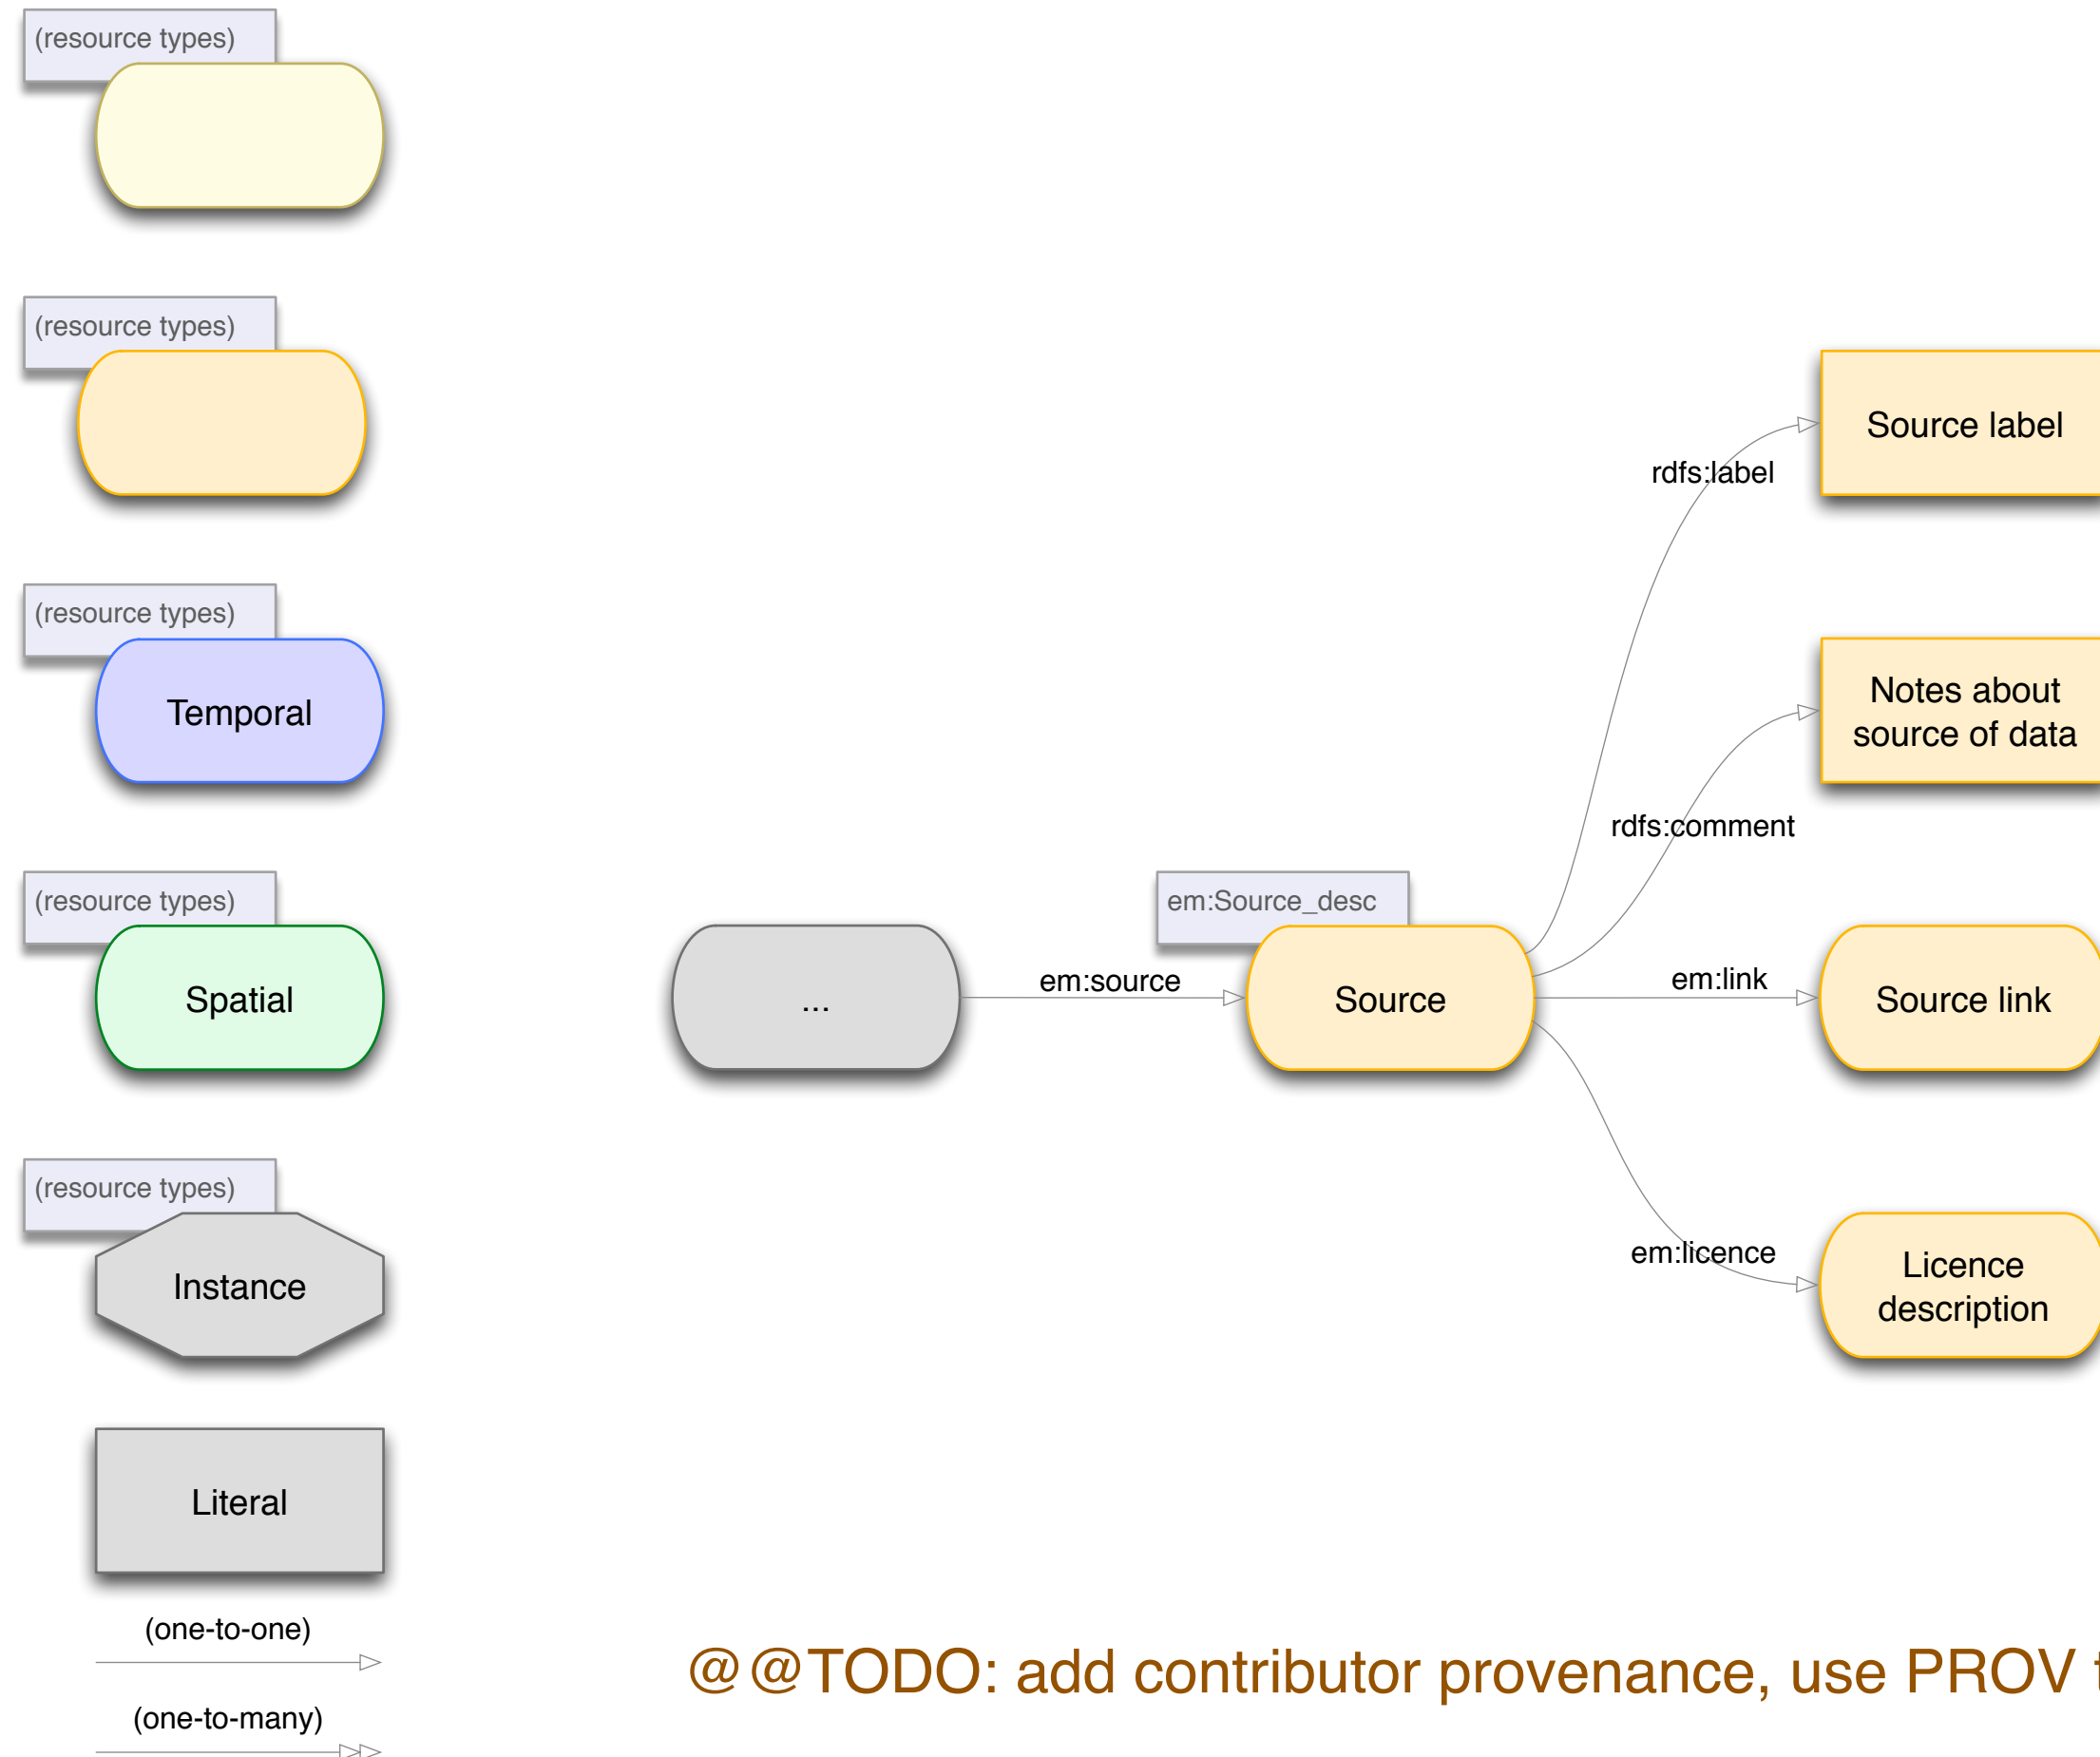 (resource types)
(resource types)
(resource types)
Temporal
(resource types)
Spatial
(resource types)
Instance
Literal
(one-to-one)
(one-to-many)
...
em:source
em:Source_desc
Source
rdfs:label
Source label
rdfs:comment
Notes about
source of data
em:link
Source link
em:licence
Licence
description
@@TODO: add contributor provenance, use PROV